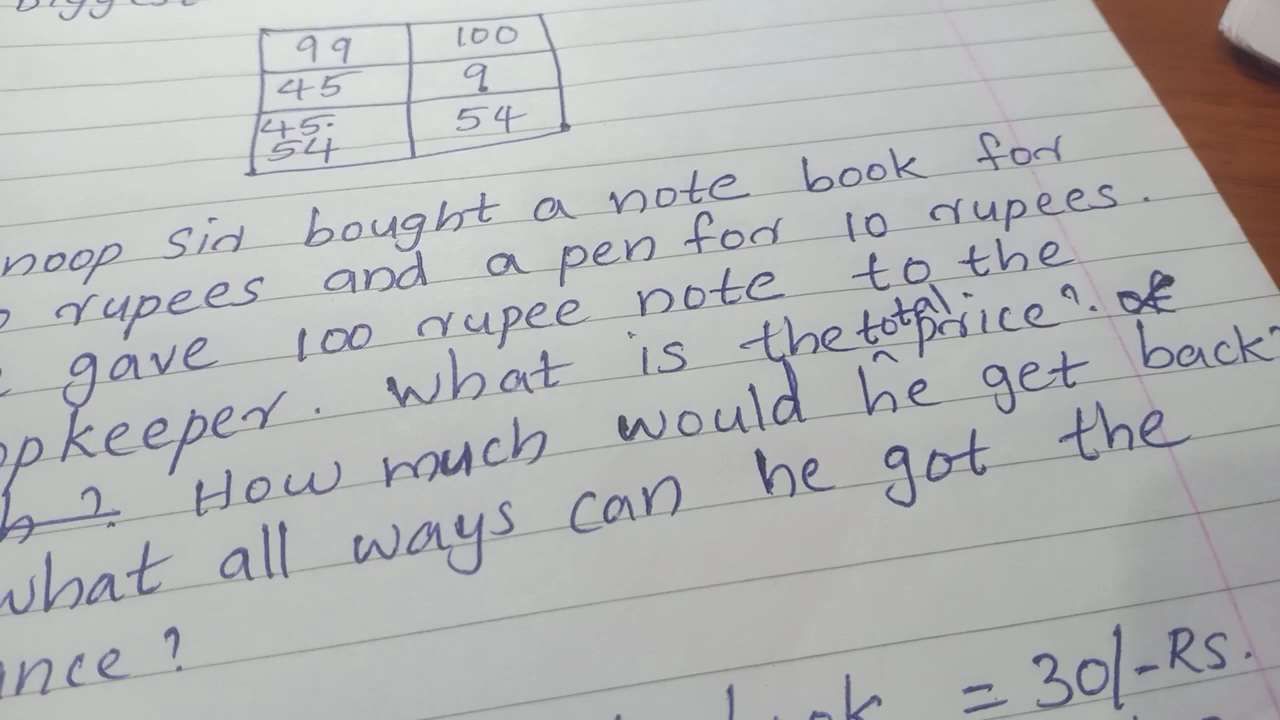 99 100
45 9
45. 54
54
noop Sir bought a note book for
rupees and a pen for 10 rupees.
gave 100 rupee note to the
pkeeper. What is the total price?.
h ? How much would he get back?
what all ways can he got the
nce?
= 30/- RS.